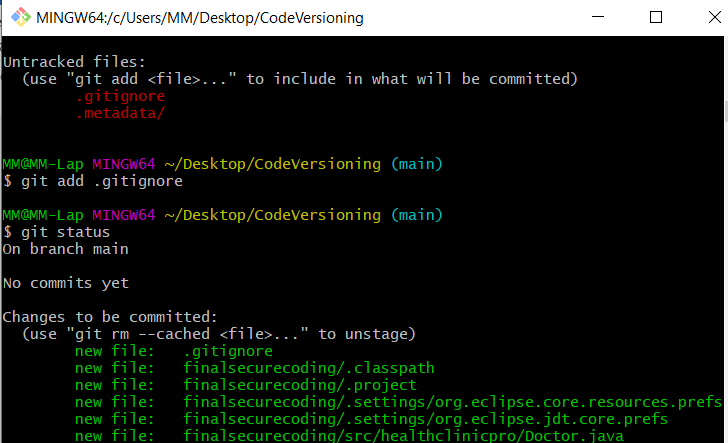 MINGW64:/c/Users/MM/Desktop/CodeVersioning
Untracked files:
(use "git add <file>..." to include in what will be committed)
.gitignore
.metadata/
MM@MM-Lap MINGW64 ~/Desktop/CodeVersioning (main)
$ git add .gitignore
MM@MM-Lap MINGW64 ~/Desktop/CodeVersioning (main)
$ git status
On branch main
No commits yet
Changes to be committed:
(use "git rm --cached <file>..." to unstage)
new file: .gitignore
new file: finalsecurecoding/.classpath
new file: finalsecurecoding/.project
new file: finalsecurecoding/.settings/org.eclipse.core.resources.prefs
new file: finalsecurecoding/.settings/org.eclipse.jdt.core.prefs
new file: finalsecurecoding/src/healthclinicpro/Doctor.java